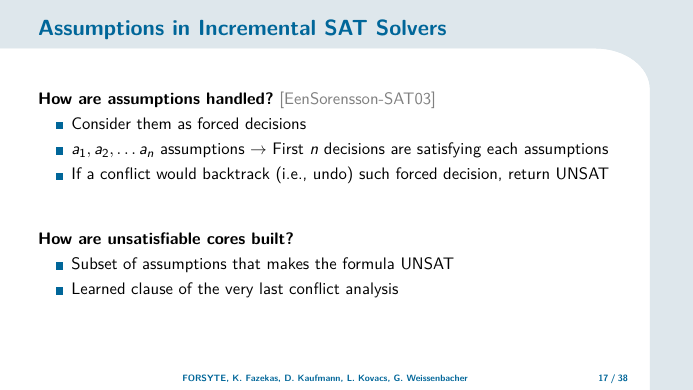 Assumptions in Incremental SAT Solvers
How are assumptions handled? [EenSorensson-SAT03]
Consider them as forced decisions
a₁, a₂, . . . aₙ assumptions → First n decisions are satisfying each assumptions
If a conflict would backtrack (i.e., undo) such forced decision, return UNSAT
How are unsatisfiable cores built?
Subset of assumptions that makes the formula UNSAT
Learned clause of the very last conflict analysis
FORSYTE, K. Fazekas, D. Kaufmann, L. Kovacs, G. Weissenbacher 17 / 38